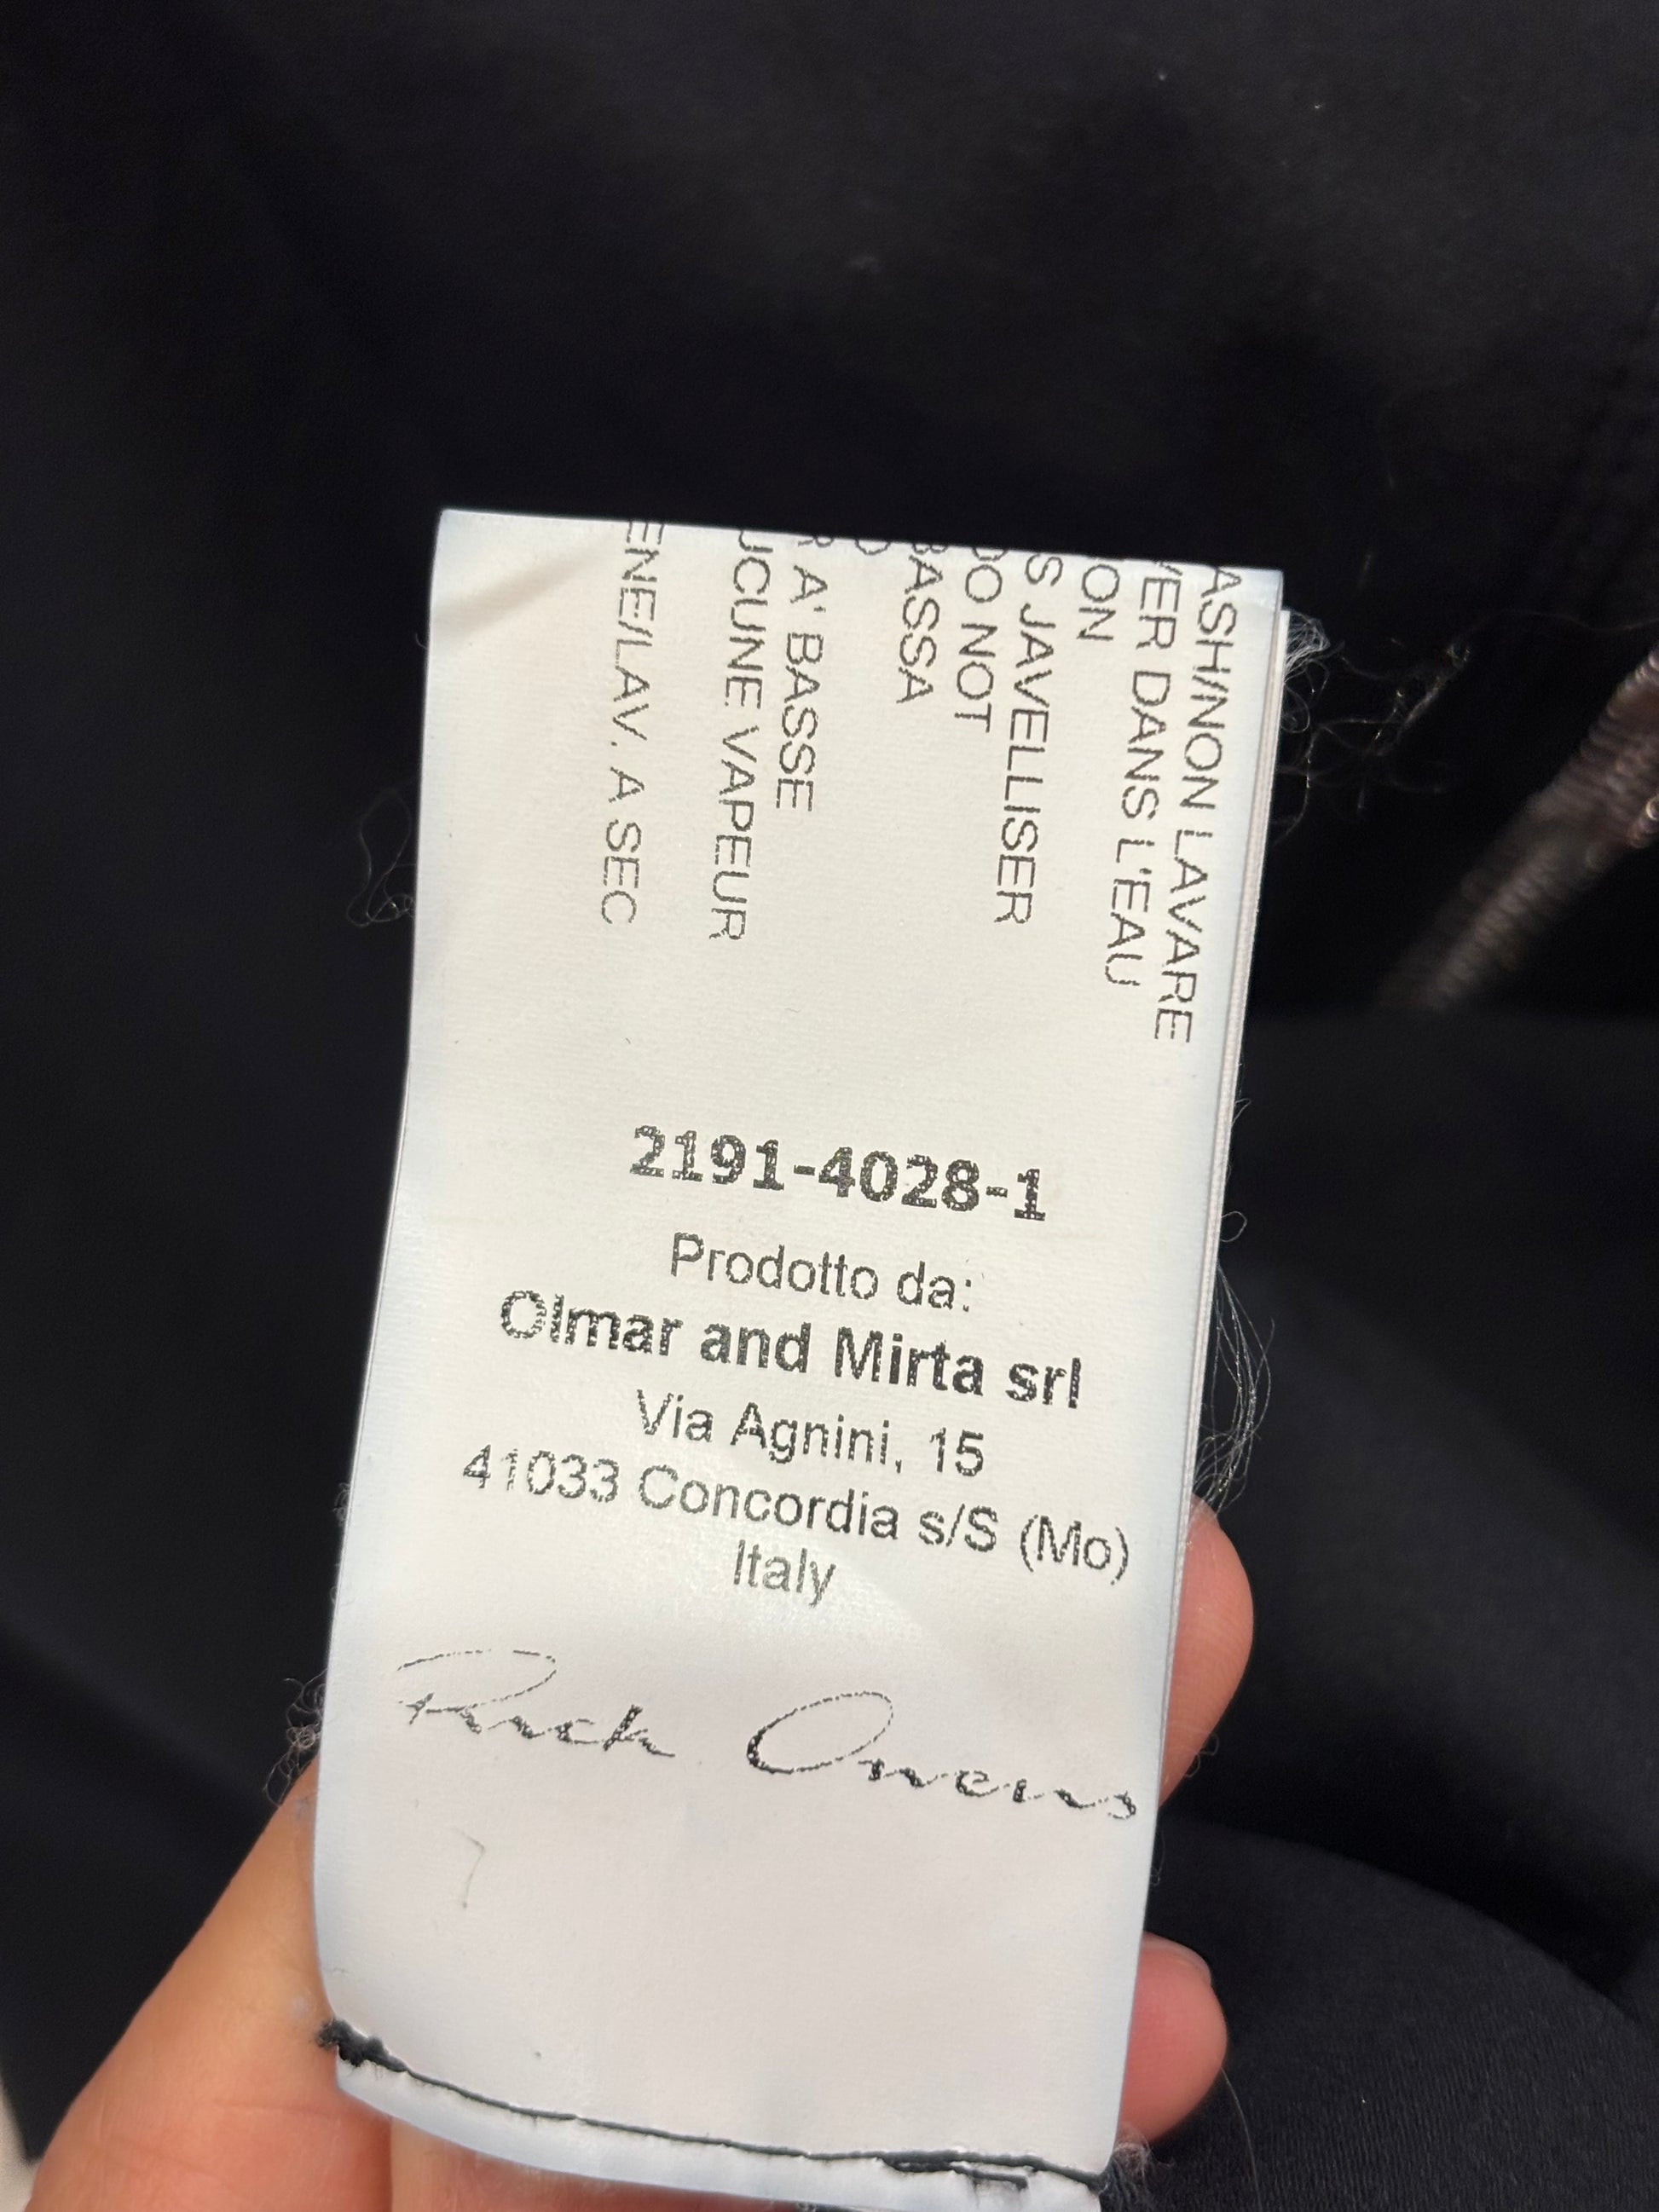 ASH/NON LAVARE
VER DANS L'EAU
ON
S JAVELLISER
DO NOT
BASSA
R A' BASSE
UCUNE VAPEUR
ENE/LAV. A SEC
2191-4028-1
Prodotto da:
Olmar and Mirta srl
Via Agnini, 15
41033 Concordia s/S (Mo)
Italy
Rick Owens